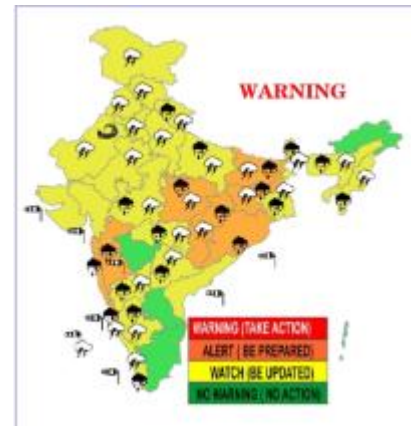 WARNING
WARNING (TAKE ACTION)
ALERT ( BE PREPARED)
WATCH (BE UPDATED)
NO WARNING ( NO ACTION)